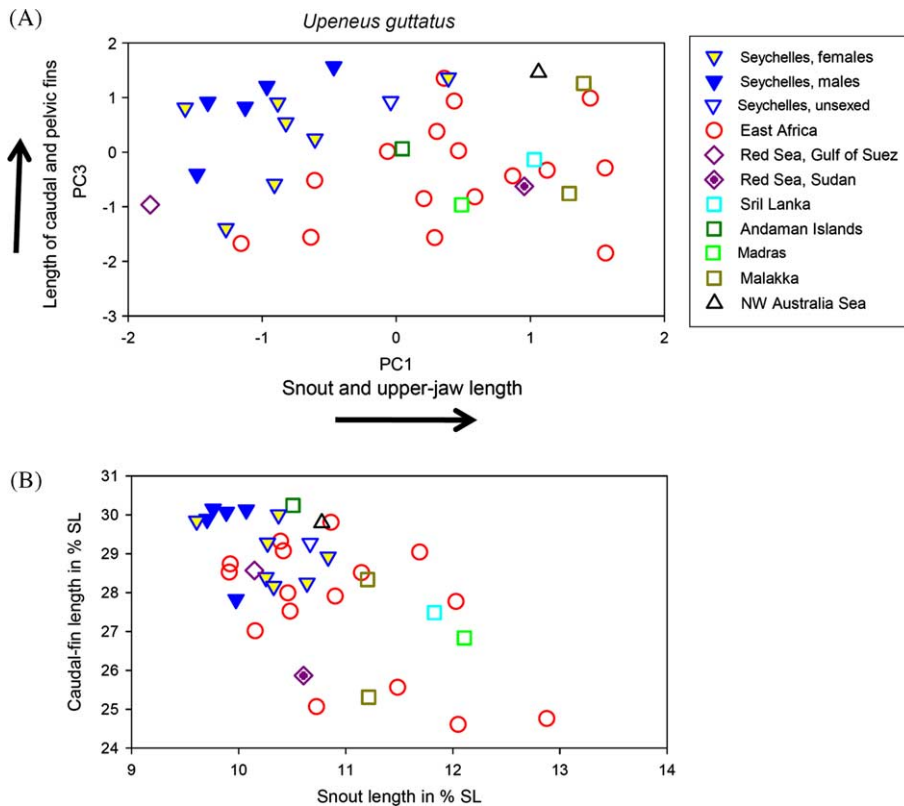 (A)
Upeneus guttatus
Length of caudal and pelvic fins
PC3
2
1
0
-1
-2
-3
-2
-1
0
1
2
PC1
Snout and upper-jaw length
Seychelles, females
Seychelles, males
Seychelles, unsexed
East Africa
Red Sea, Gulf of Suez
Red Sea, Sudan
Sril Lanka
Andaman Islands
Madras
Malakka
NW Australia Sea
(B)
Caudal-fin length in % SL
31
30
29
28
27
26
25
24
9
10
11
12
13
14
Snout length in % SL